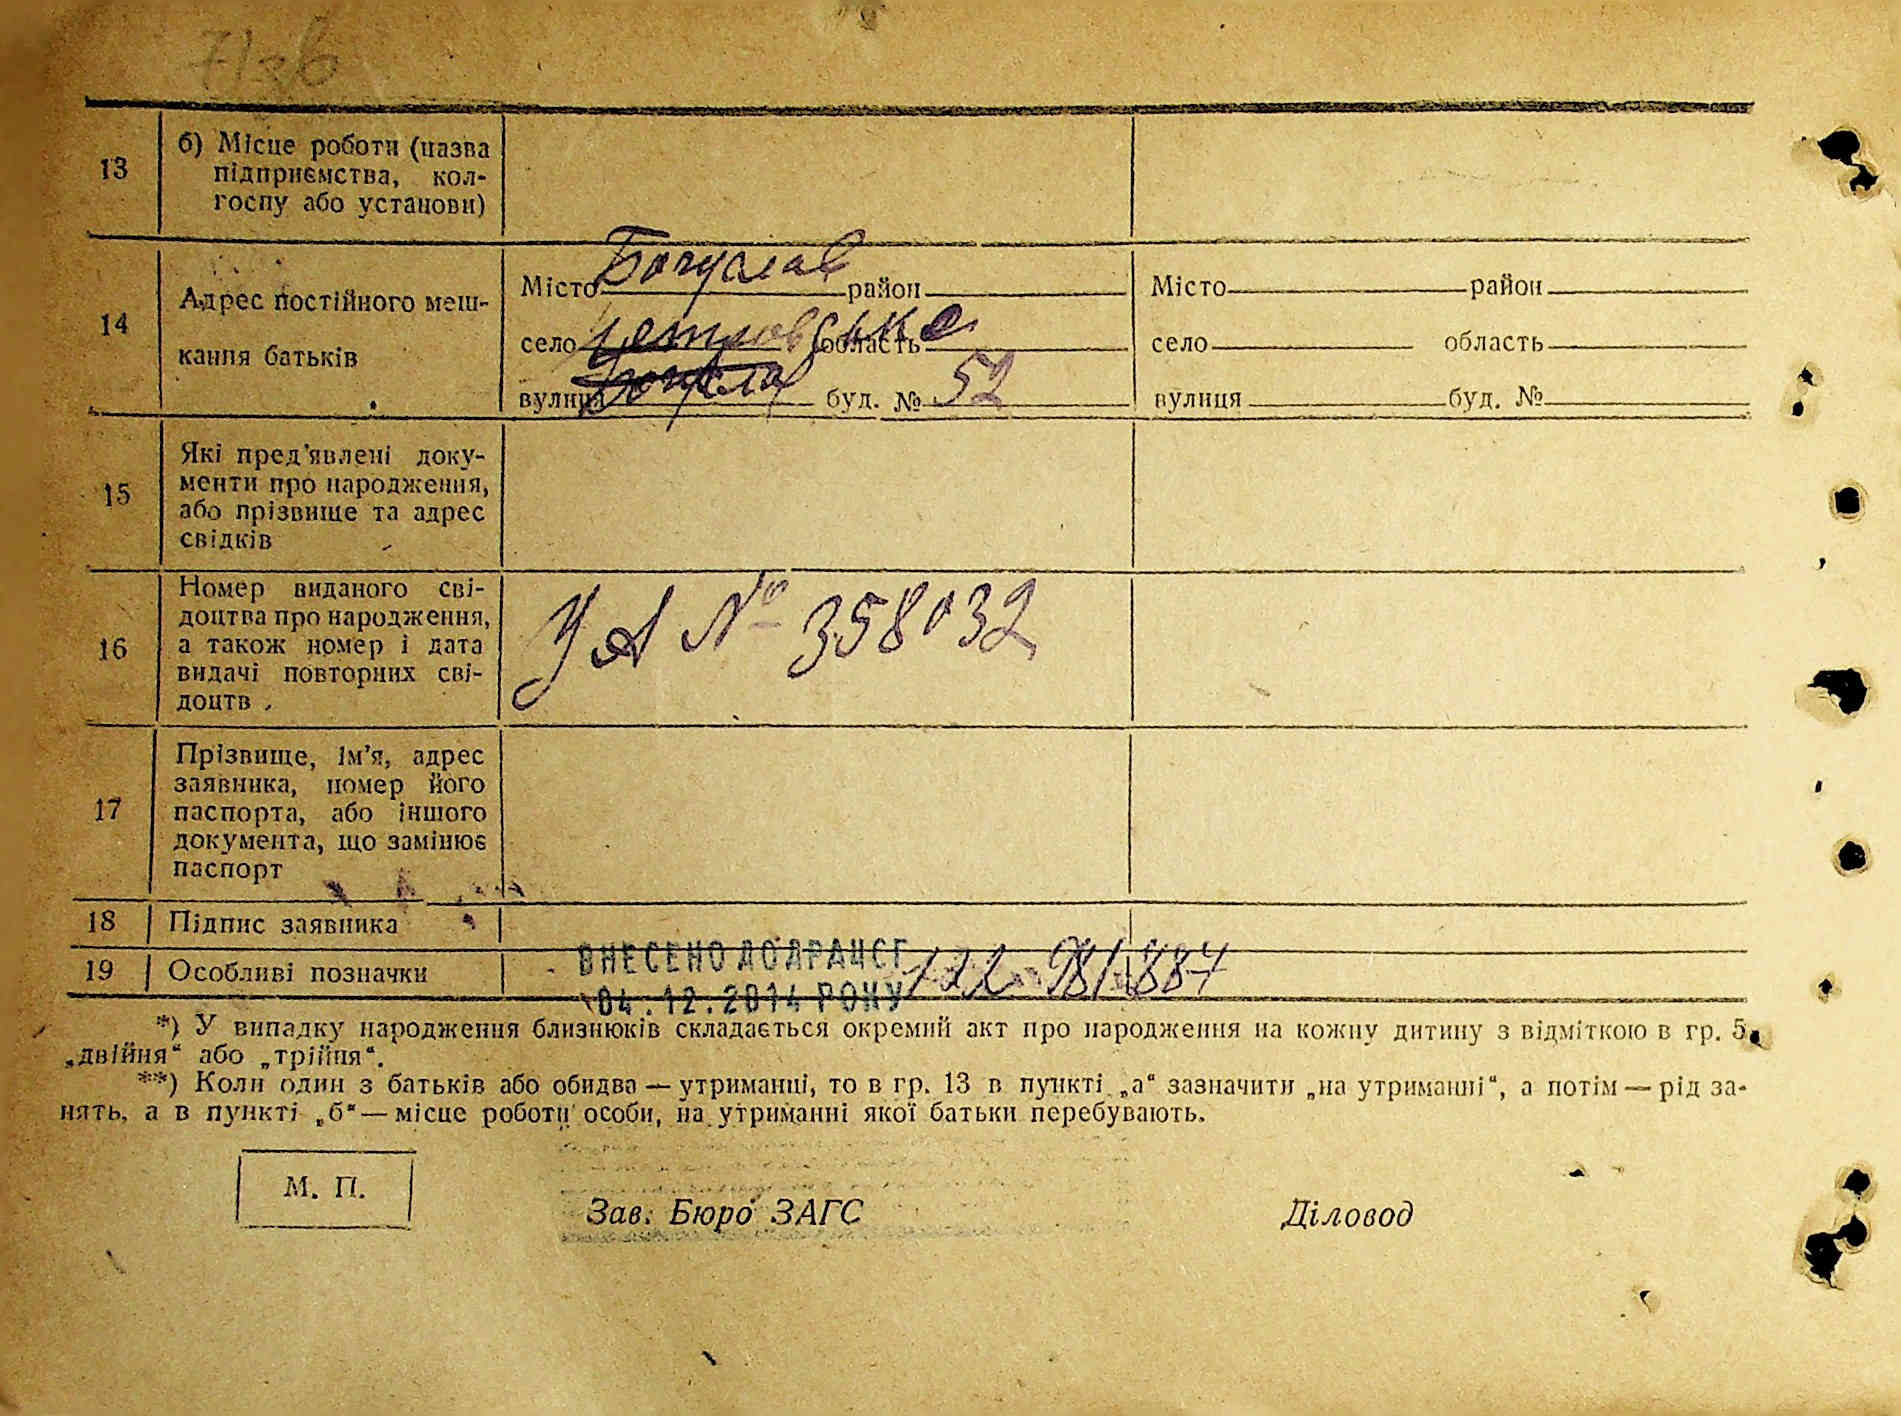 13 б) Місце роботи (назва
підприємства, кол-
госпу або установи)
14 Адрес постійного меш-
кання батьків
Місто Богуслав район
село Петровське область
вулиця Богуслав буд. № 52
Місто район
село область
вулиця буд. №
15 Які пред'явлені доку-
менти про народження,
або прізвище та адрес
свідків
16 Номер виданого сві-
доцтва про народження,
а також номер і дата
видачі повторних сві-
доцтв
УА № 358032
17 Прізвище, ім'я, адрес
заявника, номер його
паспорта, або іншого
документа, що замінює
паспорт
18 Підпис заявника
19 Особливі позначки
ВНЕСЕНО ДО ДРАЦСГ
04.12.2014 РОКУ
*) У випадку народження близнюків складається окремий акт про народження на кожну дитину з відміткою в гр. 5
„двійня“ або „трійня“.
**) Коли один з батьків або обидва — утриманці, то в гр. 13 в пункті „а“ зазначити „на утриманні“, а потім — рід за-
нять, а в пункті „б“ — місце роботи особи, на утриманні якої батьки перебувають.
М. П.
Зав. Бюро ЗАГС Діловод